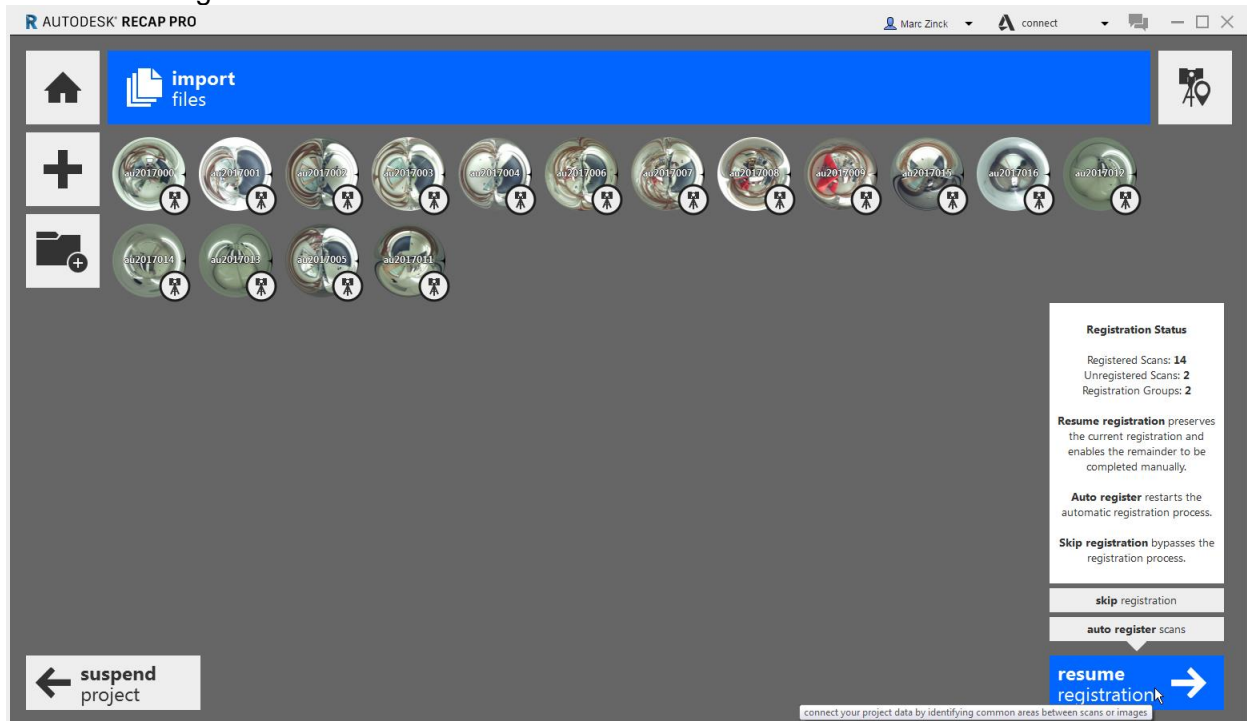 AUTODESK® RECAP PRO
Marc Zinck
connect
import
files
au2017000
au2017001
au2017002
au2017003
au2017004
au2017006
au2017007
au2017008
au2017009
au2017015
au2017016
au2017012
au2017014
au2017013
au2017005
au2017011
Registration Status
Registered Scans: 14
Unregistered Scans: 2
Registration Groups: 2
Resume registration preserves
the current registration and
enables the remainder to be
completed manually.
Auto register restarts the
automatic registration process.
Skip registration bypasses the
registration process.
skip registration
auto register scans
suspend
project
resume
registration
connect your project data by identifying common areas between scans or images